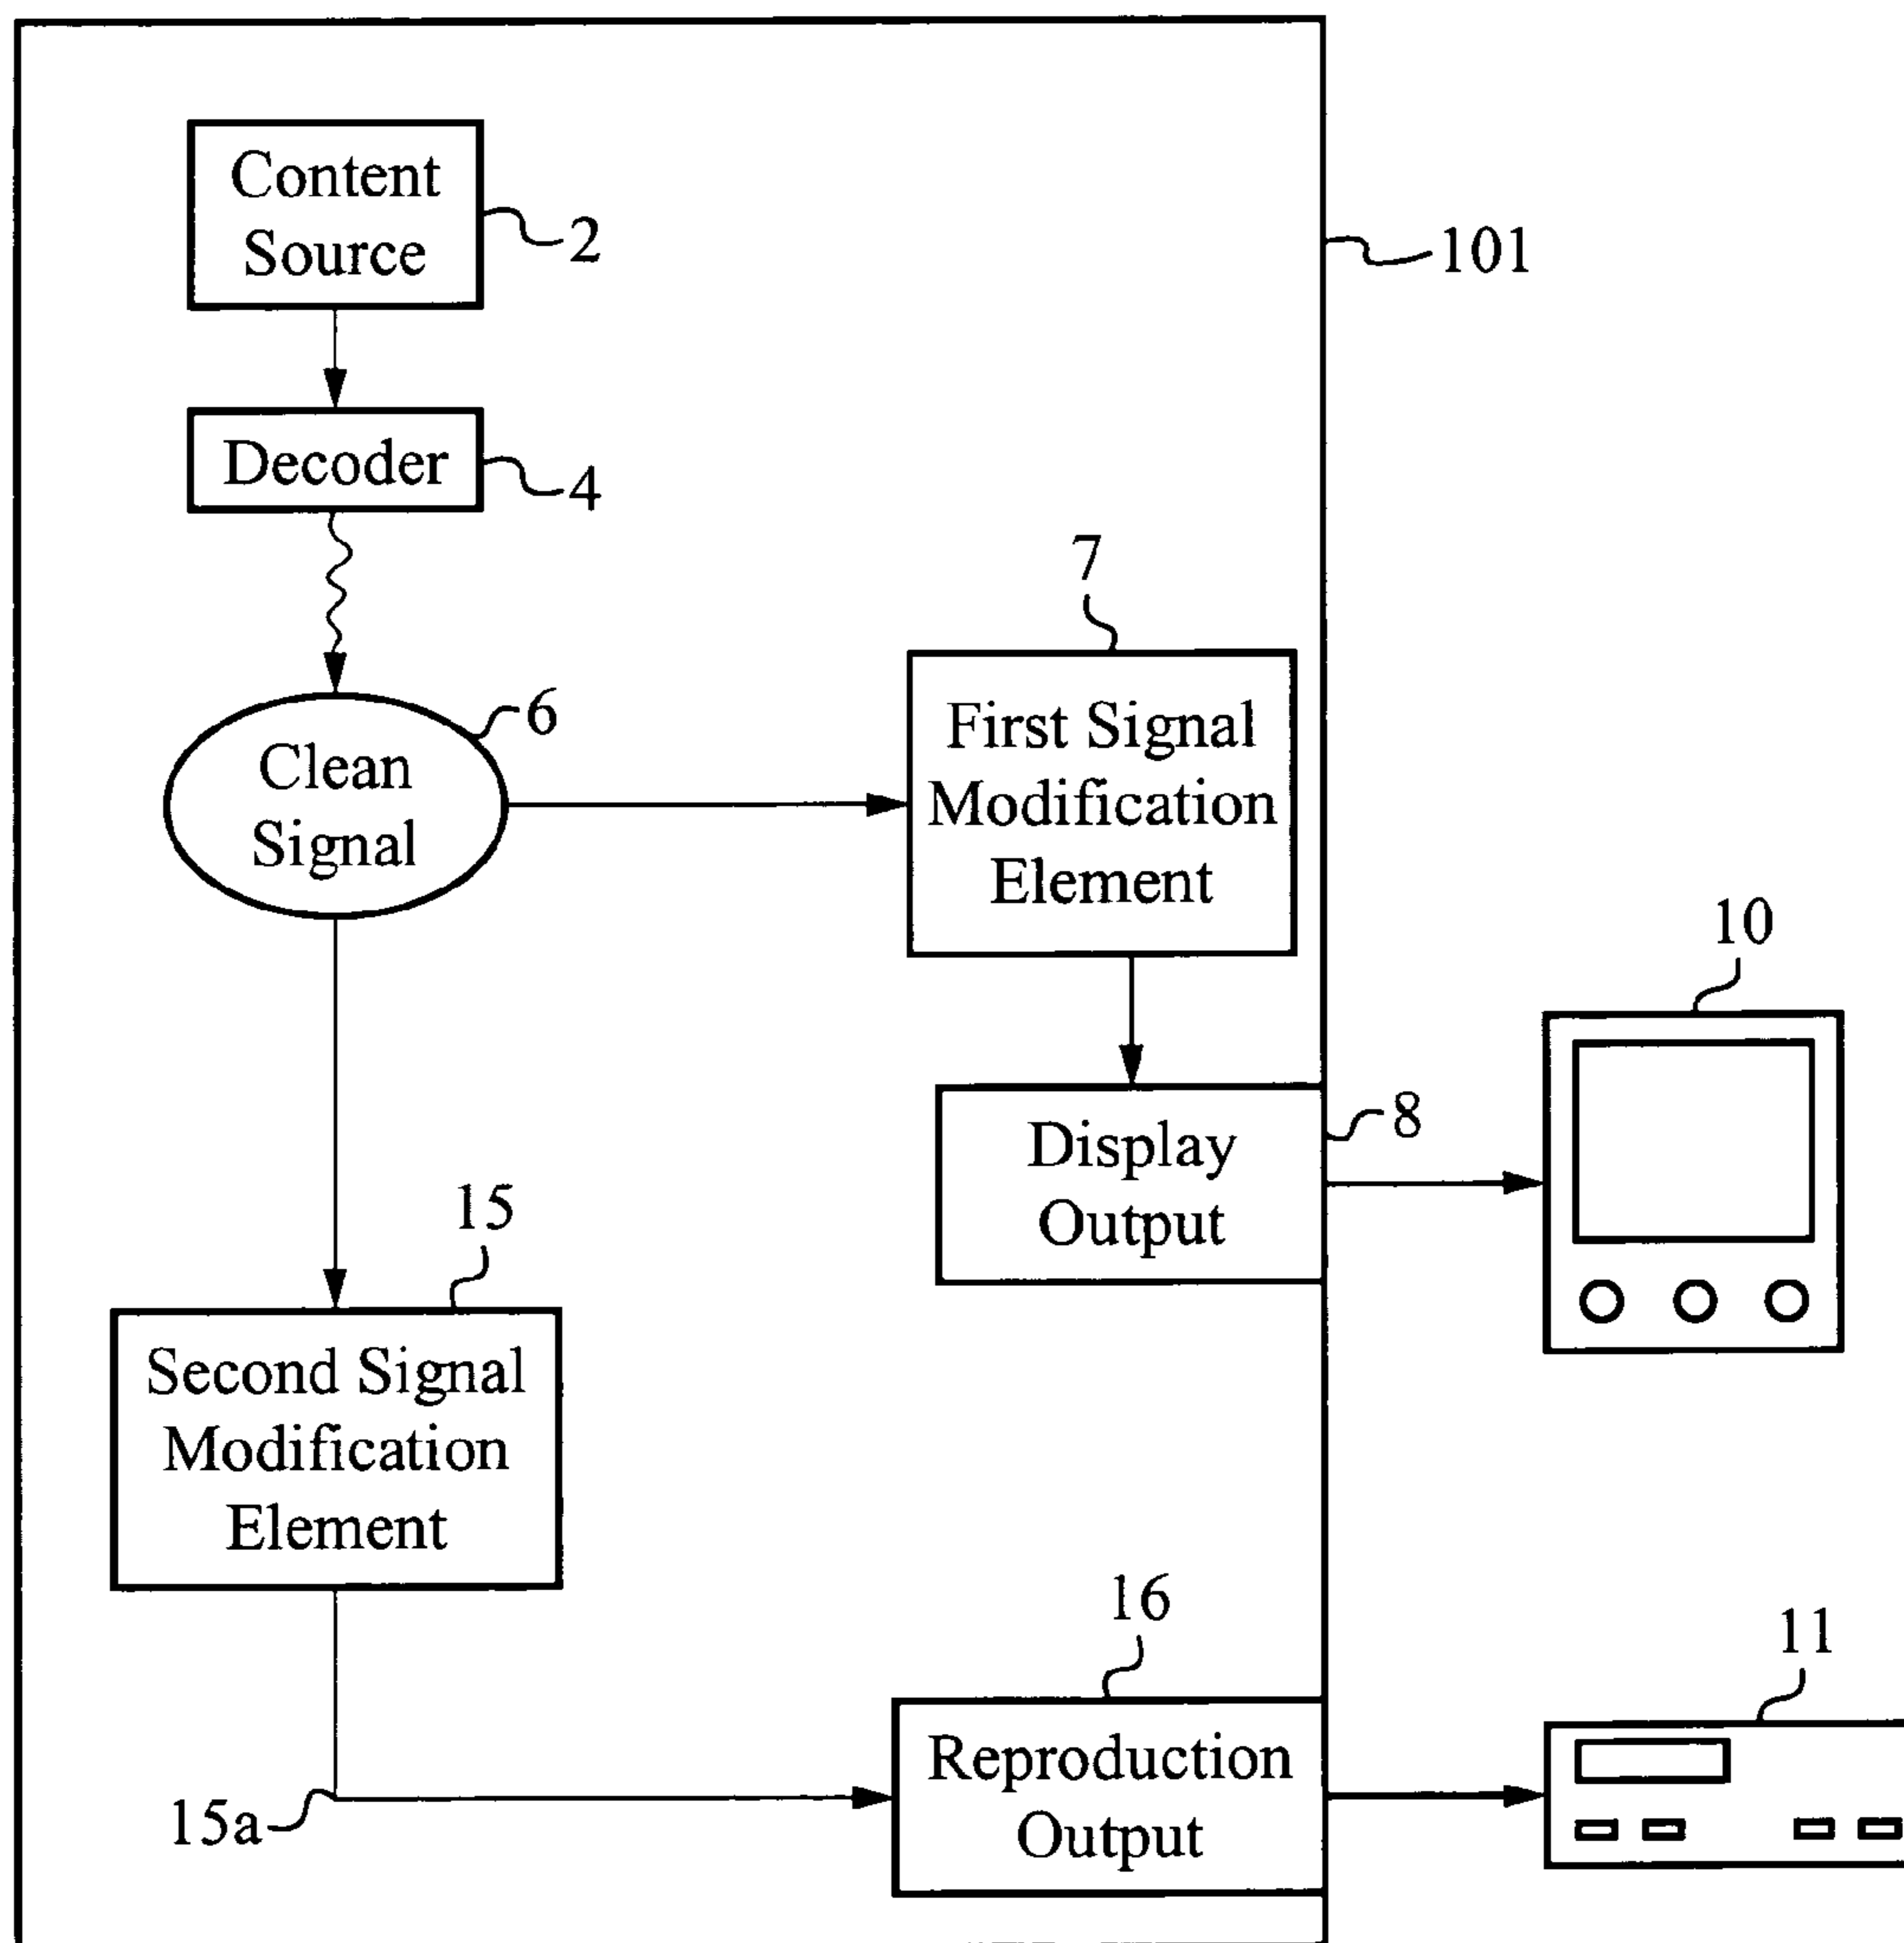 Content
Source
2
101
Decoder
4
7
6
Clean
Signal
First Signal
Modification
Element
10
8
Display
Output
15
Second Signal
Modification
Element
16
11
Reproduction
Output
15a